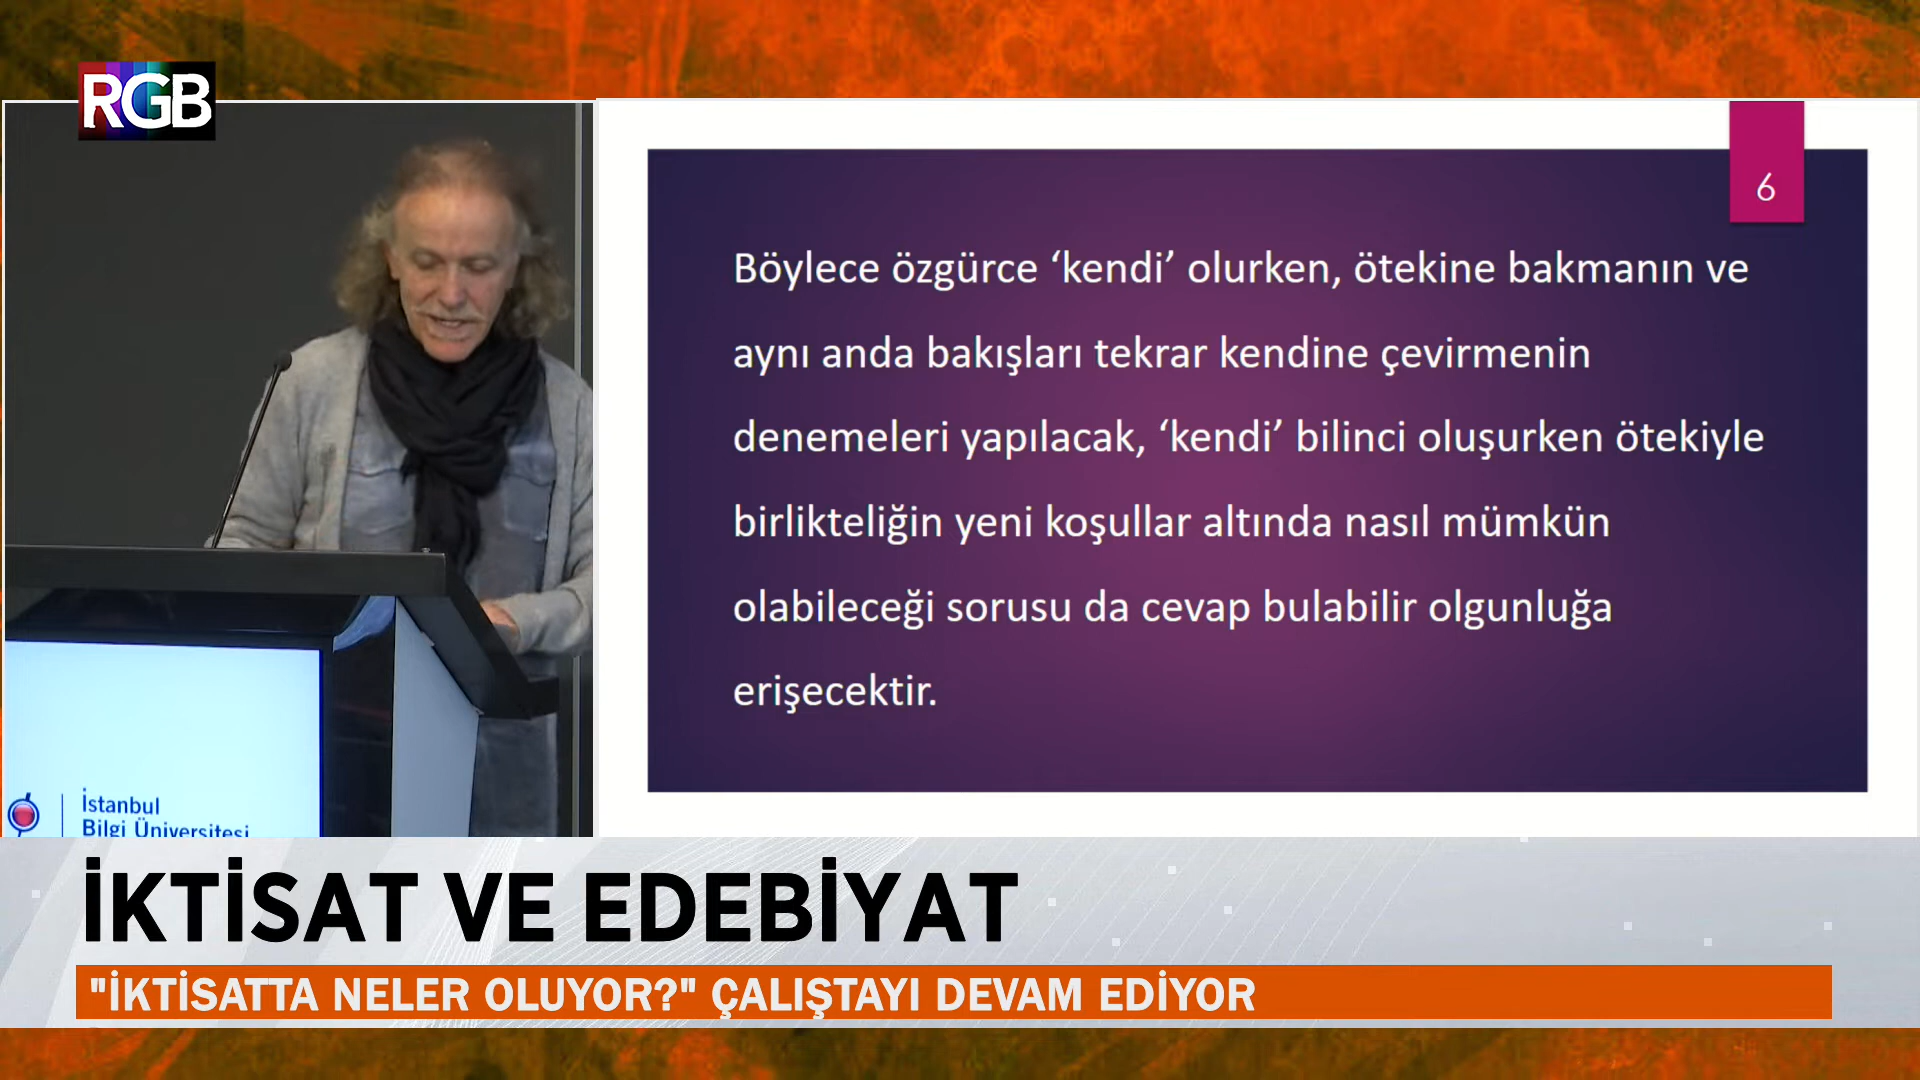 RGB
6
Böylece özgürce ‘kendi’ olurken, ötekine bakmanın ve
aynı anda bakışları tekrar kendine çevirmenin
denemeleri yapılacak, ‘kendi’ bilinci oluşurken ötekiyle
birlikteliğin yeni koşullar altında nasıl mümkün
olabileceği sorusu da cevap bulabilir olgunluğa
erişecektir.
İstanbul
Bilgi Üniversitesi
İKTİSAT VE EDEBİYAT
"İKTİSATTA NELER OLUYOR?" ÇALIŞTAYI DEVAM EDİYOR